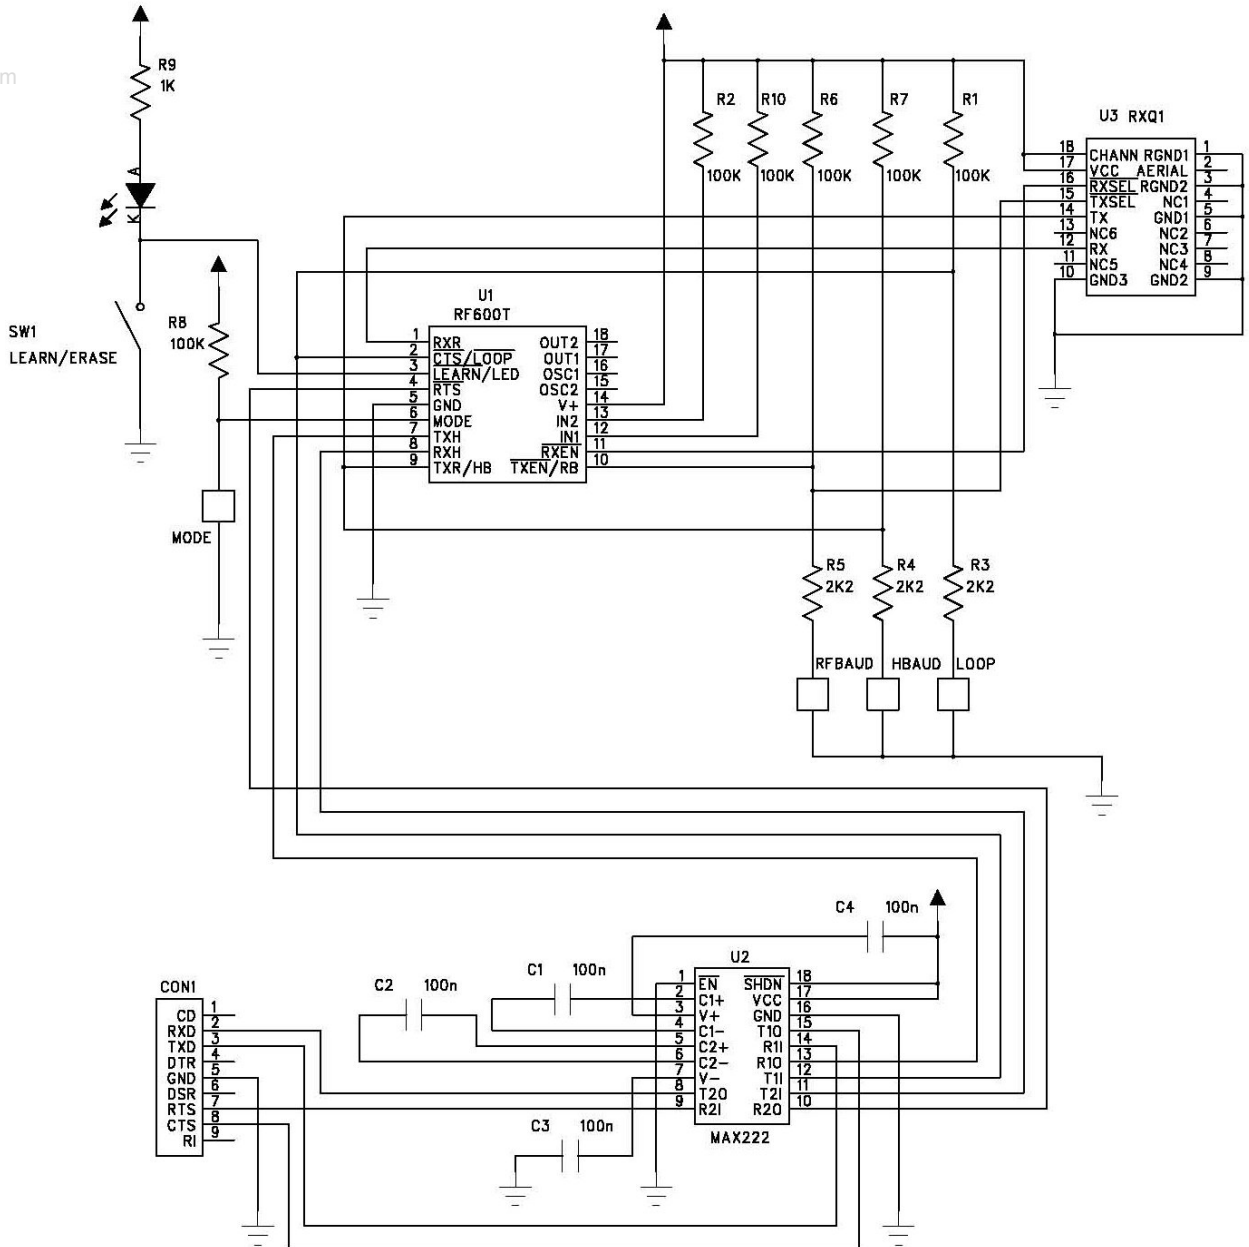 m
R9
1K
A
K
SW1
LEARN/ERASE
R8
100K
MODE
R2
100K
R10
100K
R6
100K
R7
100K
R1
100K
U3 RXQ1
18 CHANN RGND1 1
17 VCC AERIAL 2
16 RXSEL RGND2 3
15 TXSEL NC1 4
14 TX GND1 5
13 NC6 NC2 6
12 RX NC3 7
11 NC5 NC4 8
10 GND3 GND2 9
U1
RF600T
1 RXR OUT2 18
2 CTS/LOOP OUT1 17
3 LEARN/LED OSC1 16
4 RTS OSC2 15
5 GND V+ 14
6 MODE IN2 13
7 TXH IN1 12
8 RXH RXEN 11
9 TXR/HB TXEN/RB 10
R5
2K2
R4
2K2
R3
2K2
RFBAUD
HBAUD
LOOP
C4 100n
C1 100n
C2 100n
C3 100n
U2
1 EN SHDN 18
2 C1+ VCC 17
3 V+ GND 16
4 C1- T1O 15
5 C2+ R1I 14
6 C2- R1O 13
7 V- T1I 12
8 T2O T2I 11
9 R2I R2O 10
MAX222
CON1
CD 1
RXD 2
TXD 3
DTR 4
GND 5
DSR 6
RTS 7
CTS 8
RI 9